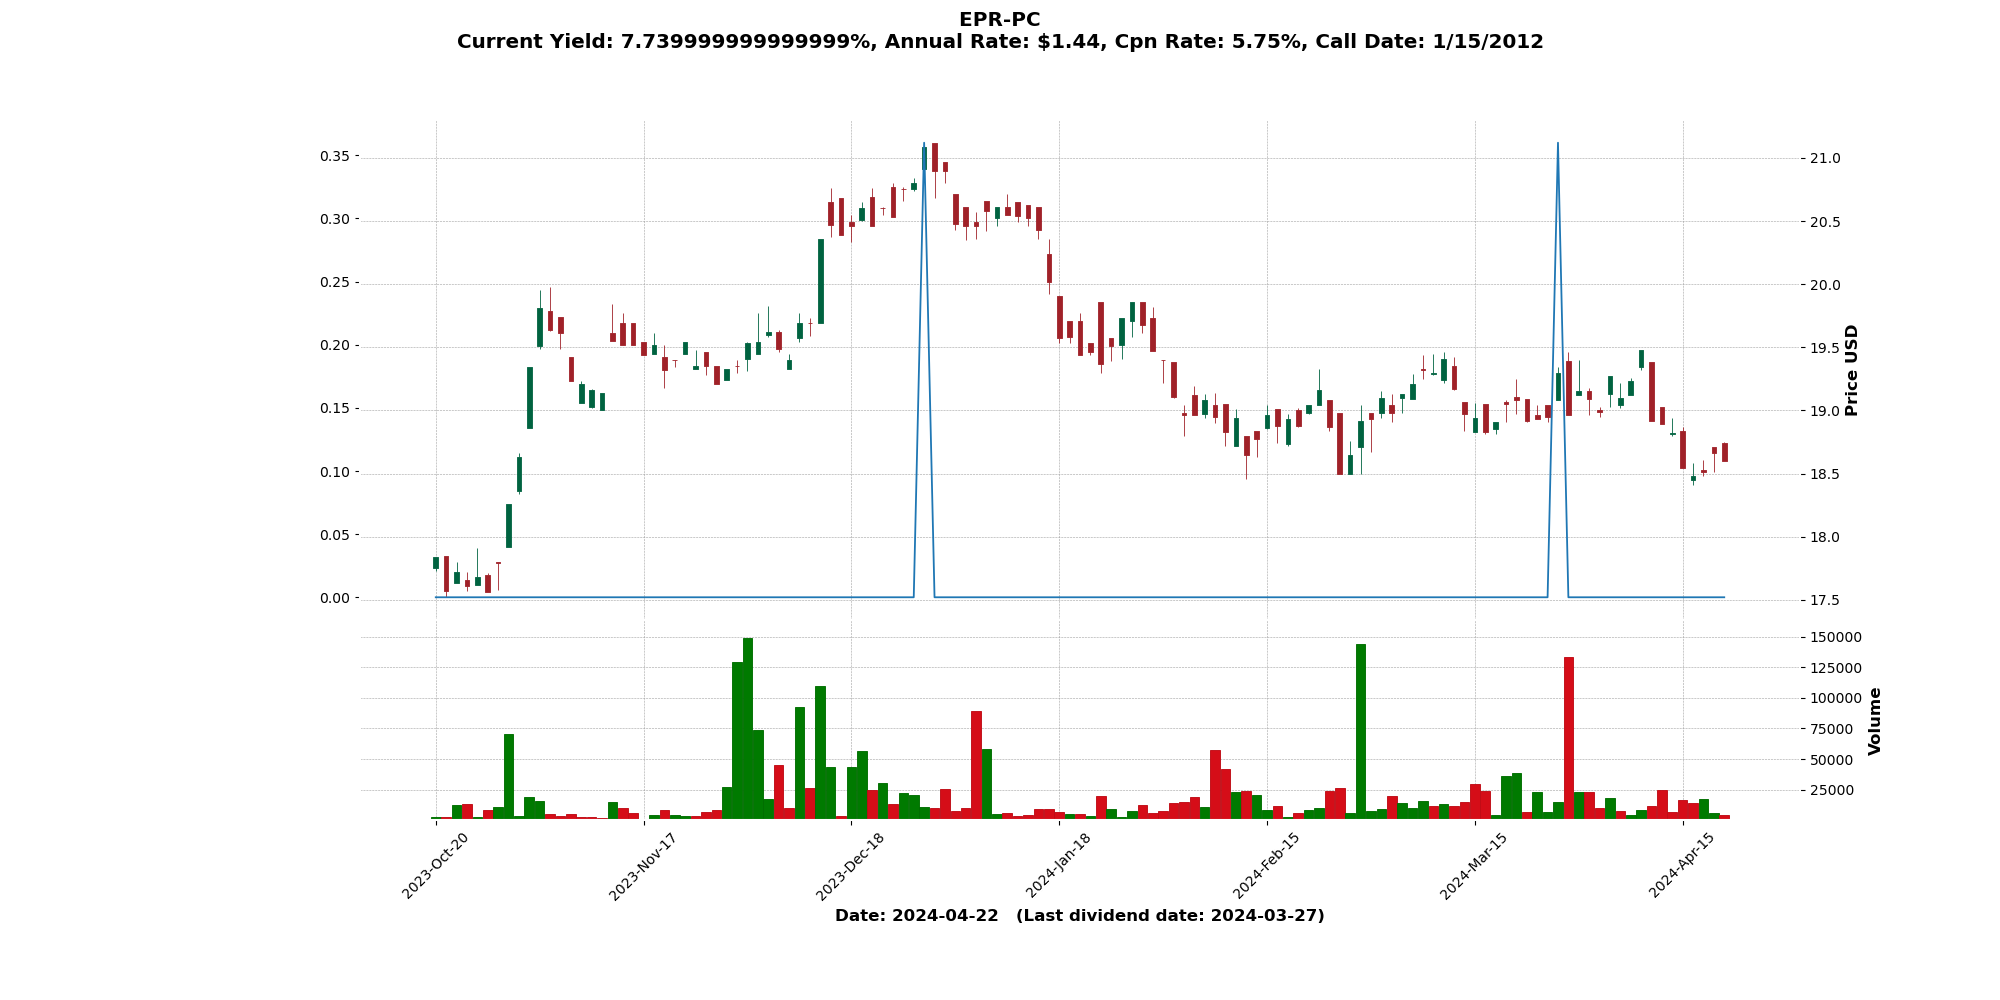 EPR-PC
Current Yield: 7.739999999999999%, Annual Rate: $1.44, Cpn Rate: 5.75%, Call Date: 1/15/2012
0.35
0.30
0.25
0.20
0.15
0.10
0.05
0.00
21.0
20.5
20.0
19.5
19.0
18.5
18.0
17.5
Price USD
150000
125000
100000
75000
50000
25000
Volume
2023-Oct-20
2023-Nov-17
2023-Dec-18
2024-Jan-18
2024-Feb-15
2024-Mar-15
2024-Apr-15
Date: 2024-04-22 (Last dividend date: 2024-03-27)